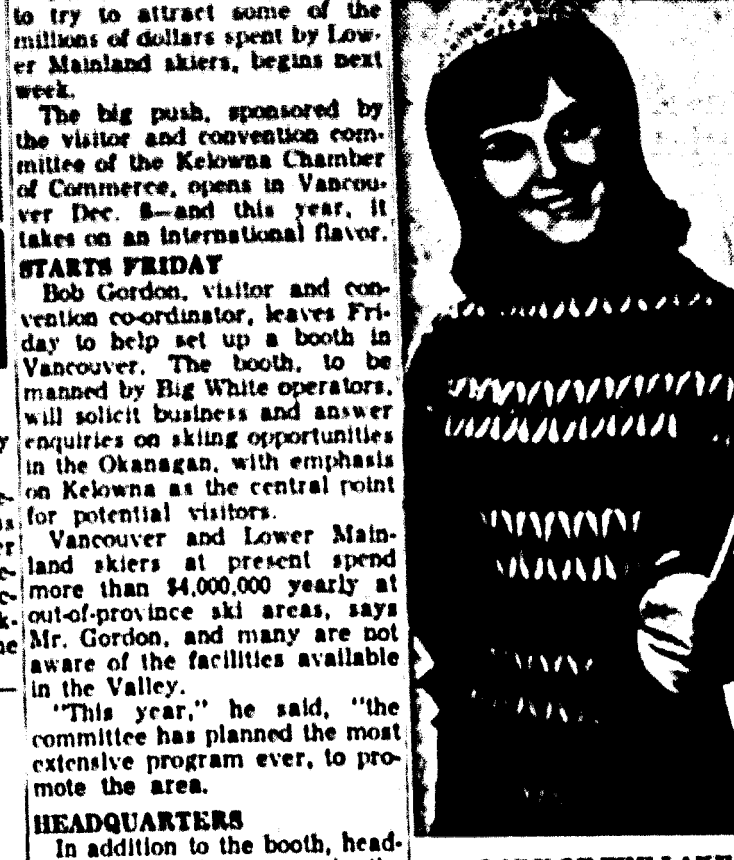 to try to attract some of the
millions of dollars spent by Low-
er Mainland skiers, begins next
week.
The big push, sponsored by
the visitor and convention com-
mittee of the Kelowna Chamber
of Commerce, opens in Vancou-
ver Dec. 8—and this year, it
takes on an international flavor.
STARTS FRIDAY
Bob Gordon, visitor and con-
vention co-ordinator, leaves Fri-
day to help set up a booth in
Vancouver. The booth, to be
manned by Big White operators,
will solicit business and answer
enquiries on skiing opportunities
in the Okanagan, with emphasis
on Kelowna as the central point
for potential visitors.
Vancouver and Lower Main-
land skiers at present spend
more than $4,000,000 yearly at
out-of-province ski areas, says
Mr. Gordon, and many are not
aware of the facilities available
in the Valley.
"This year," he said, "the
committee has planned the most
extensive program ever, to pro-
mote the area.
HEADQUARTERS
In addition to the booth, head-